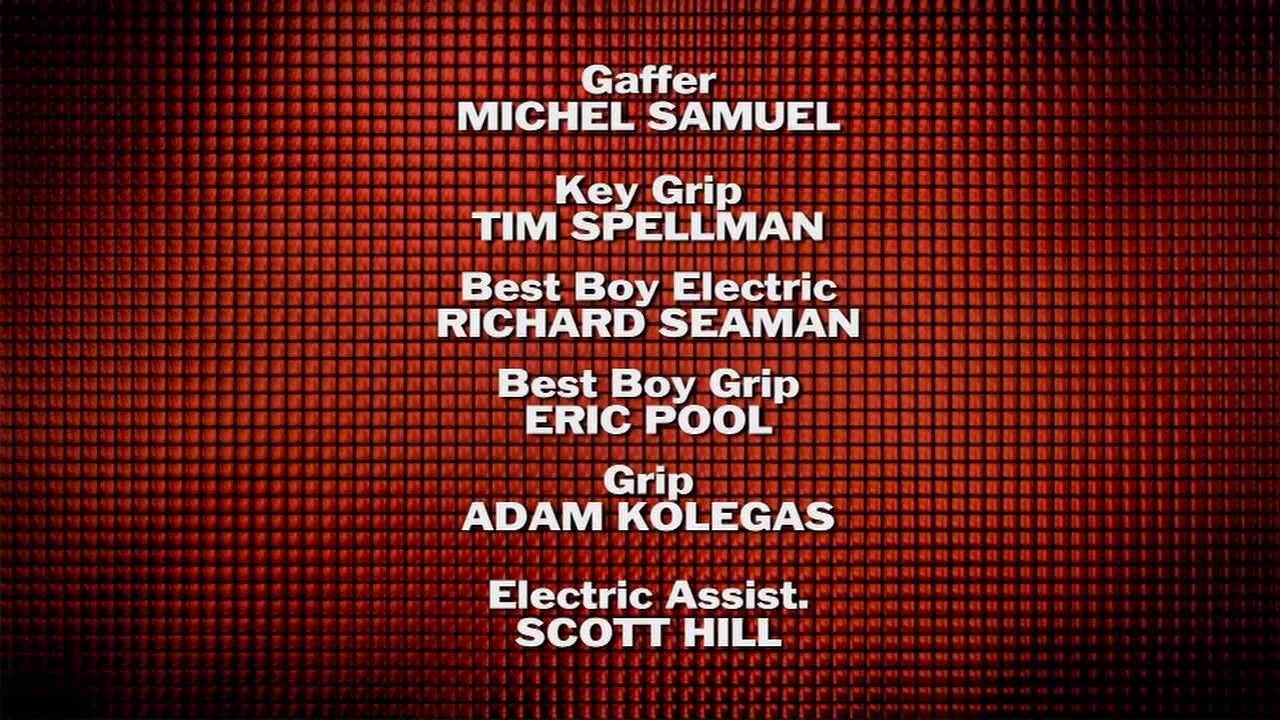 Gaffer
MICHEL SAMUEL
Key Grip
TIM SPELLMAN
Best Boy Electric
RICHARD SEAMAN
Best Boy Grip
ERIC POOL
Grip
ADAM KOLEGAS
Electric Assist.
SCOTT HILL